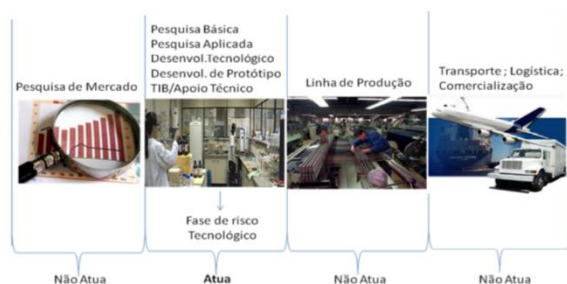 Pesquisa de Mercado
Pesquisa Básica
Pesquisa Aplicada
Desenvol.Tecnológico
Desenvol. de Protótipo
TIB/Apoio Técnico
Linha de Produção
Transporte ; Logística;
Comercialização
Fase de risco
Tecnológico
Não Atua
Atua
Não Atua
Não Atua